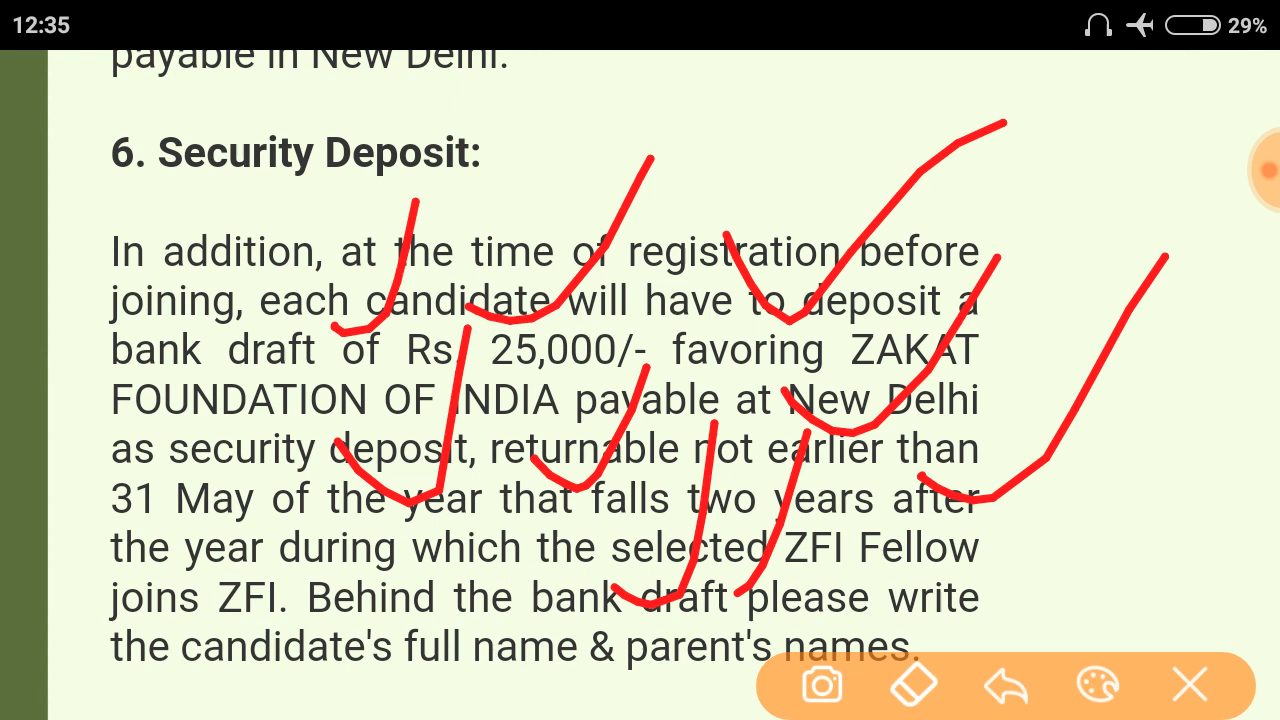 12:35
29%
payable in New Delhi.
6. Security Deposit:
In addition, at the time of registration before
joining, each candidate will have to deposit a
bank draft of Rs. 25,000/- favoring ZAKAT
FOUNDATION OF INDIA payable at New Delhi
as security deposit, returnable not earlier than
31 May of the year that falls two years after
the year during which the selected ZFI Fellow
joins ZFI. Behind the bank draft please write
the candidate's full name & parent's names.